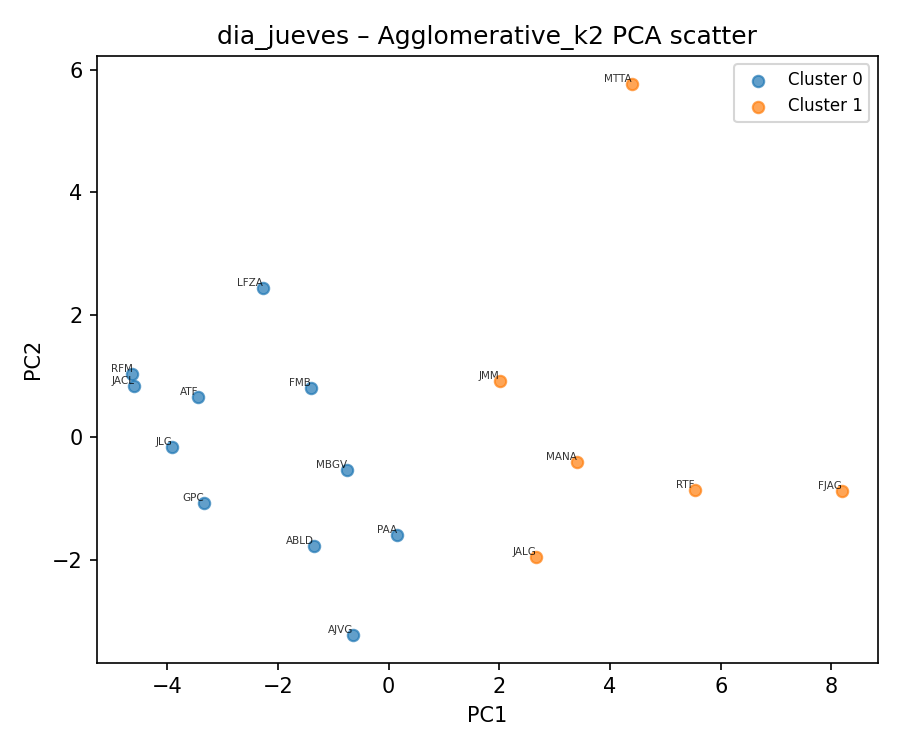 dia_jueves – Agglomerative_k2 PCA scatter
Cluster 0
Cluster 1
PC2
6
4
2
0
−2
MTTA
LFZA
RFM
JACL
ATF
FMB
JMM
JLG
MBGV
MANA
GPC
RTF
FJAG
ABLD
PAA
JALG
AJVG
−4
−2
0
2
4
6
8
PC1